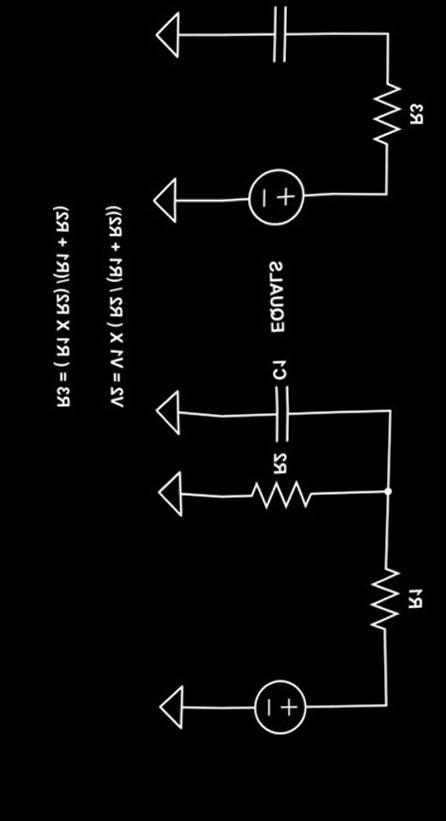 R1
R2
C1
EQUALS
R3
V2 = V1 X ( R2 / (R1 + R2))
R3 = ( R1 X R2) /(R1 + R2)